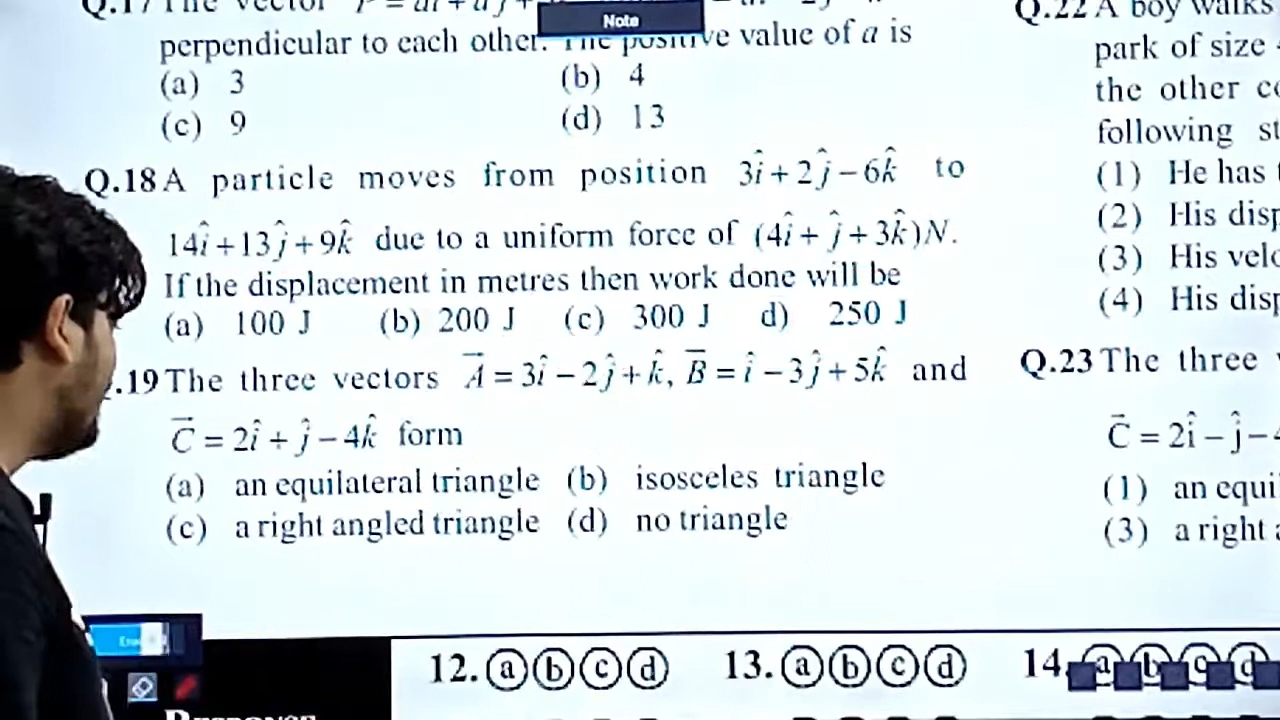 Q.17 The vector
Note
perpendicular to each other. The positive value of a is
(a) 3 (b) 4
(c) 9 (d) 13
Q.18 A particle moves from position 3î + 2ĵ − 6k̂ to
14î + 13ĵ + 9k̂ due to a uniform force of (4î + ĵ + 3k̂)N.
If the displacement in metres then work done will be
(a) 100 J (b) 200 J (c) 300 J d) 250 J
.19 The three vectors A⃗ = 3î − 2ĵ + k̂, B̅ = î − 3ĵ + 5k̂ and
C⃗ = 2î + ĵ − 4k̂ form
(a) an equilateral triangle (b) isosceles triangle
(c) a right angled triangle (d) no triangle
Q.22 A boy walks
park of size
the other
following
(1) He has
(2) His
(3) His
(4) His
Q.23 The three
C⃗ = 2î − ĵ −
(1) an
(3) a right
12. ⓐ ⓑ ⓒ ⓓ 13. ⓐ ⓑ ⓒ ⓓ 14. ⓐ ⓑ ⓒ ⓓ